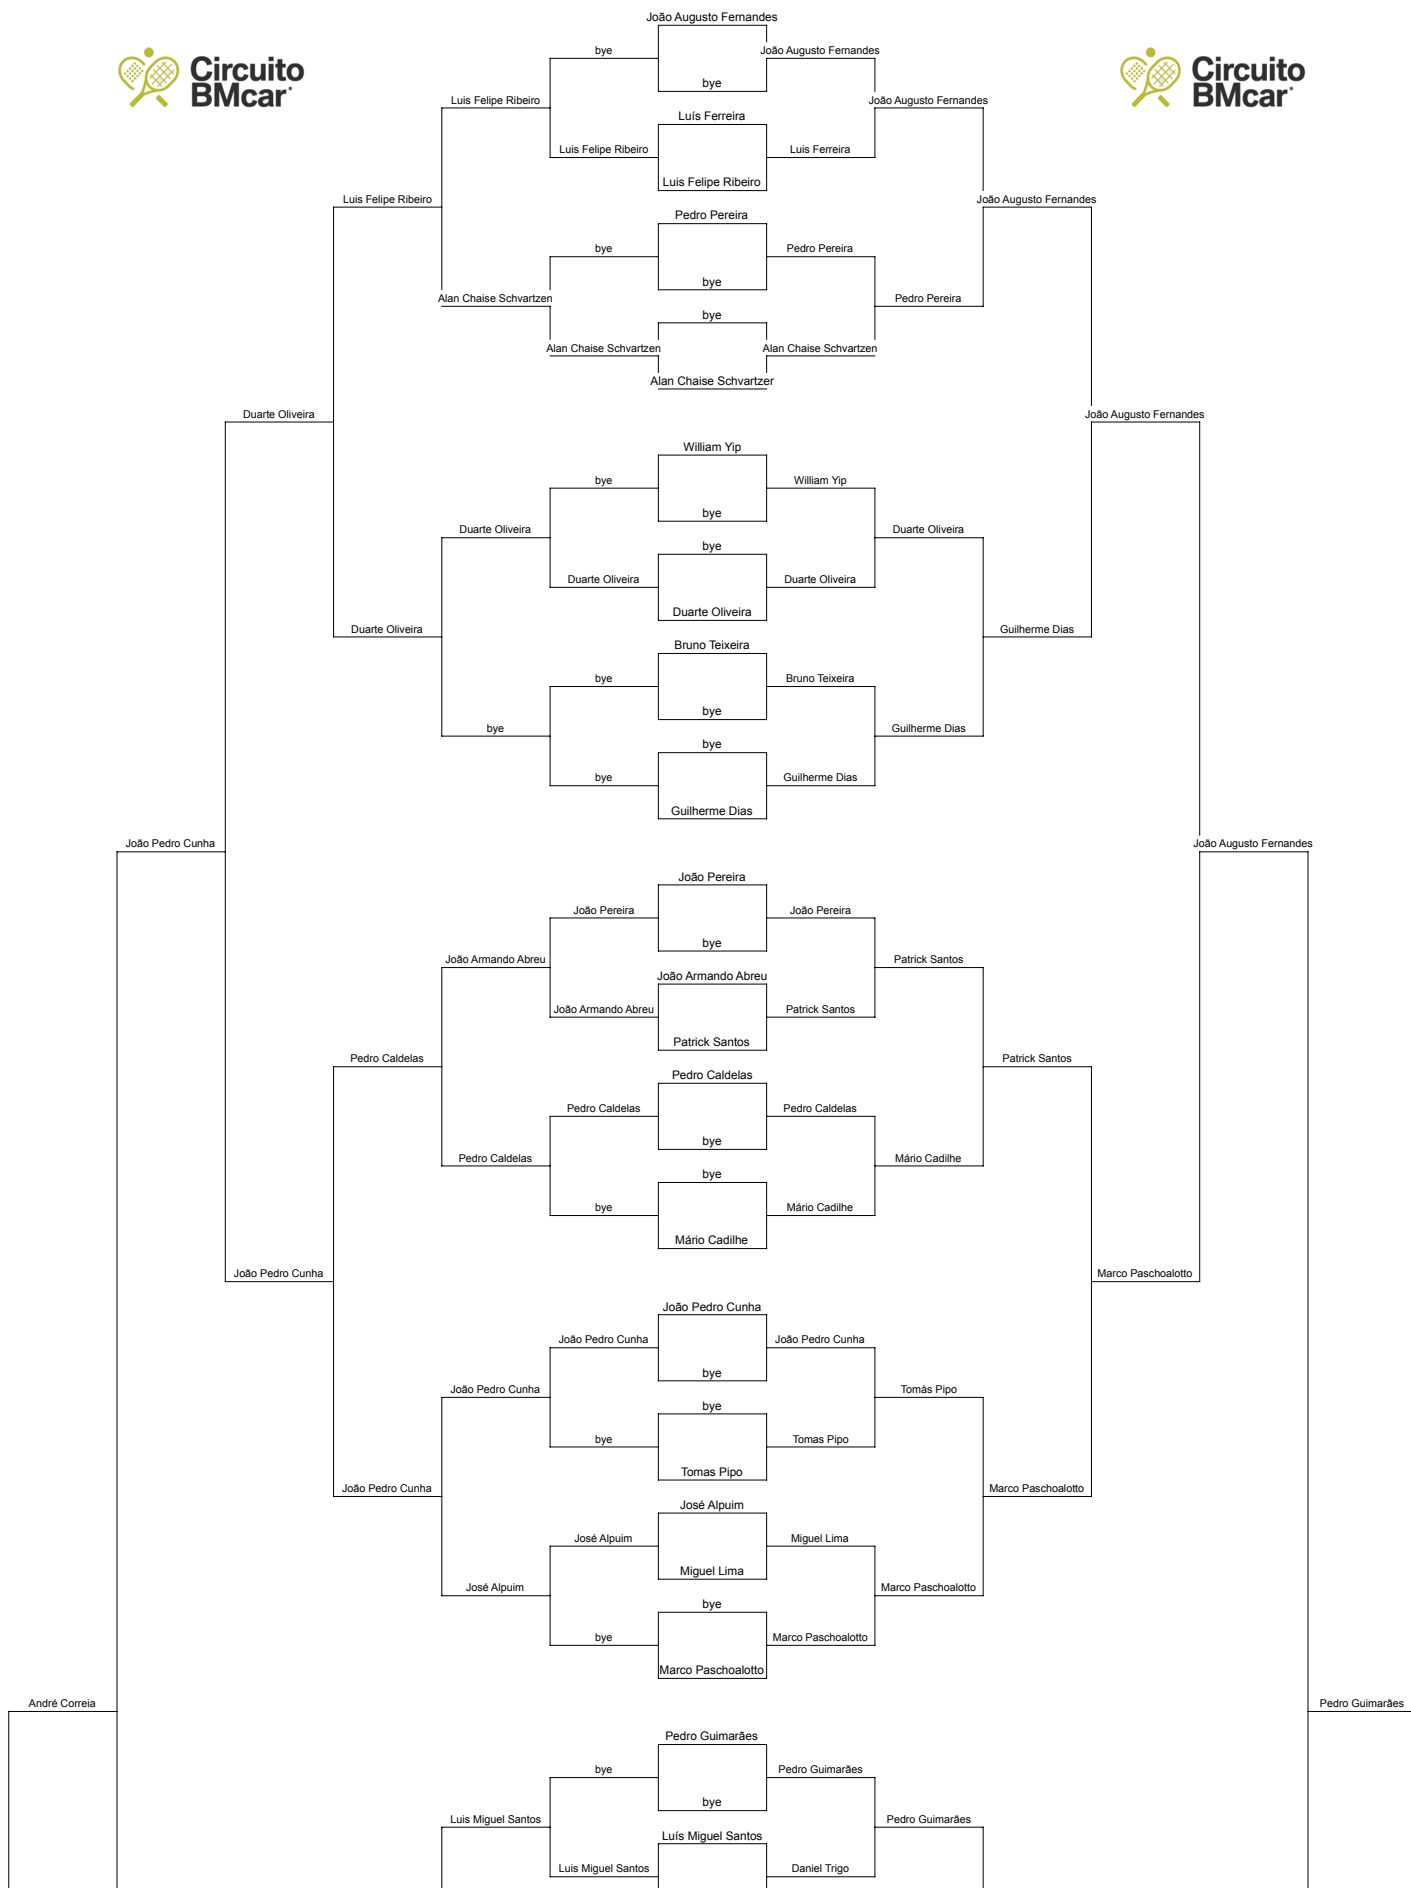 João Augusto Fernandes
bye
João Augusto Fernandes
Circuito
BMcar
Circuito
BMcar
bye
Luis Felipe Ribeiro
João Augusto Fernandes
Luís Ferreira
Luis Felipe Ribeiro
Luis Ferreira
Luis Felipe Ribeiro
Luis Felipe Ribeiro
João Augusto Fernandes
Pedro Pereira
bye
Pedro Pereira
bye
Alan Chaise Schvartzen
Pedro Pereira
bye
Alan Chaise Schvartzen
Alan Chaise Schvartzen
Alan Chaise Schvartzer
Duarte Oliveira
João Augusto Fernandes
William Yip
bye
William Yip
bye
Duarte Oliveira
Duarte Oliveira
bye
Duarte Oliveira
Duarte Oliveira
Duarte Oliveira
Duarte Oliveira
Guilherme Dias
Bruno Teixeira
bye
Bruno Teixeira
bye
bye
Guilherme Dias
bye
bye
Guilherme Dias
Guilherme Dias
João Pedro Cunha
João Augusto Fernandes
João Pereira
João Pereira
João Pereira
bye
João Armando Abreu
Patrick Santos
João Armando Abreu
João Armando Abreu
Patrick Santos
Patrick Santos
Pedro Caldelas
Patrick Santos
Pedro Caldelas
Pedro Caldelas
Pedro Caldelas
bye
Pedro Caldelas
Mário Cadilhe
bye
bye
Mário Cadilhe
Mário Cadilhe
João Pedro Cunha
Marco Paschoalotto
João Pedro Cunha
João Pedro Cunha
João Pedro Cunha
bye
João Pedro Cunha
Tomàs Pipo
bye
bye
Tomas Pipo
Tomas Pipo
João Pedro Cunha
Marco Paschoalotto
José Alpuim
José Alpuim
Miguel Lima
Miguel Lima
José Alpuim
Marco Paschoalotto
bye
bye
Marco Paschoalotto
Marco Paschoalotto
André Correia
Pedro Guimarães
Pedro Guimarães
bye
Pedro Guimarães
bye
Luis Miguel Santos
Pedro Guimarães
Luís Miguel Santos
Luis Miguel Santos
Daniel Trigo